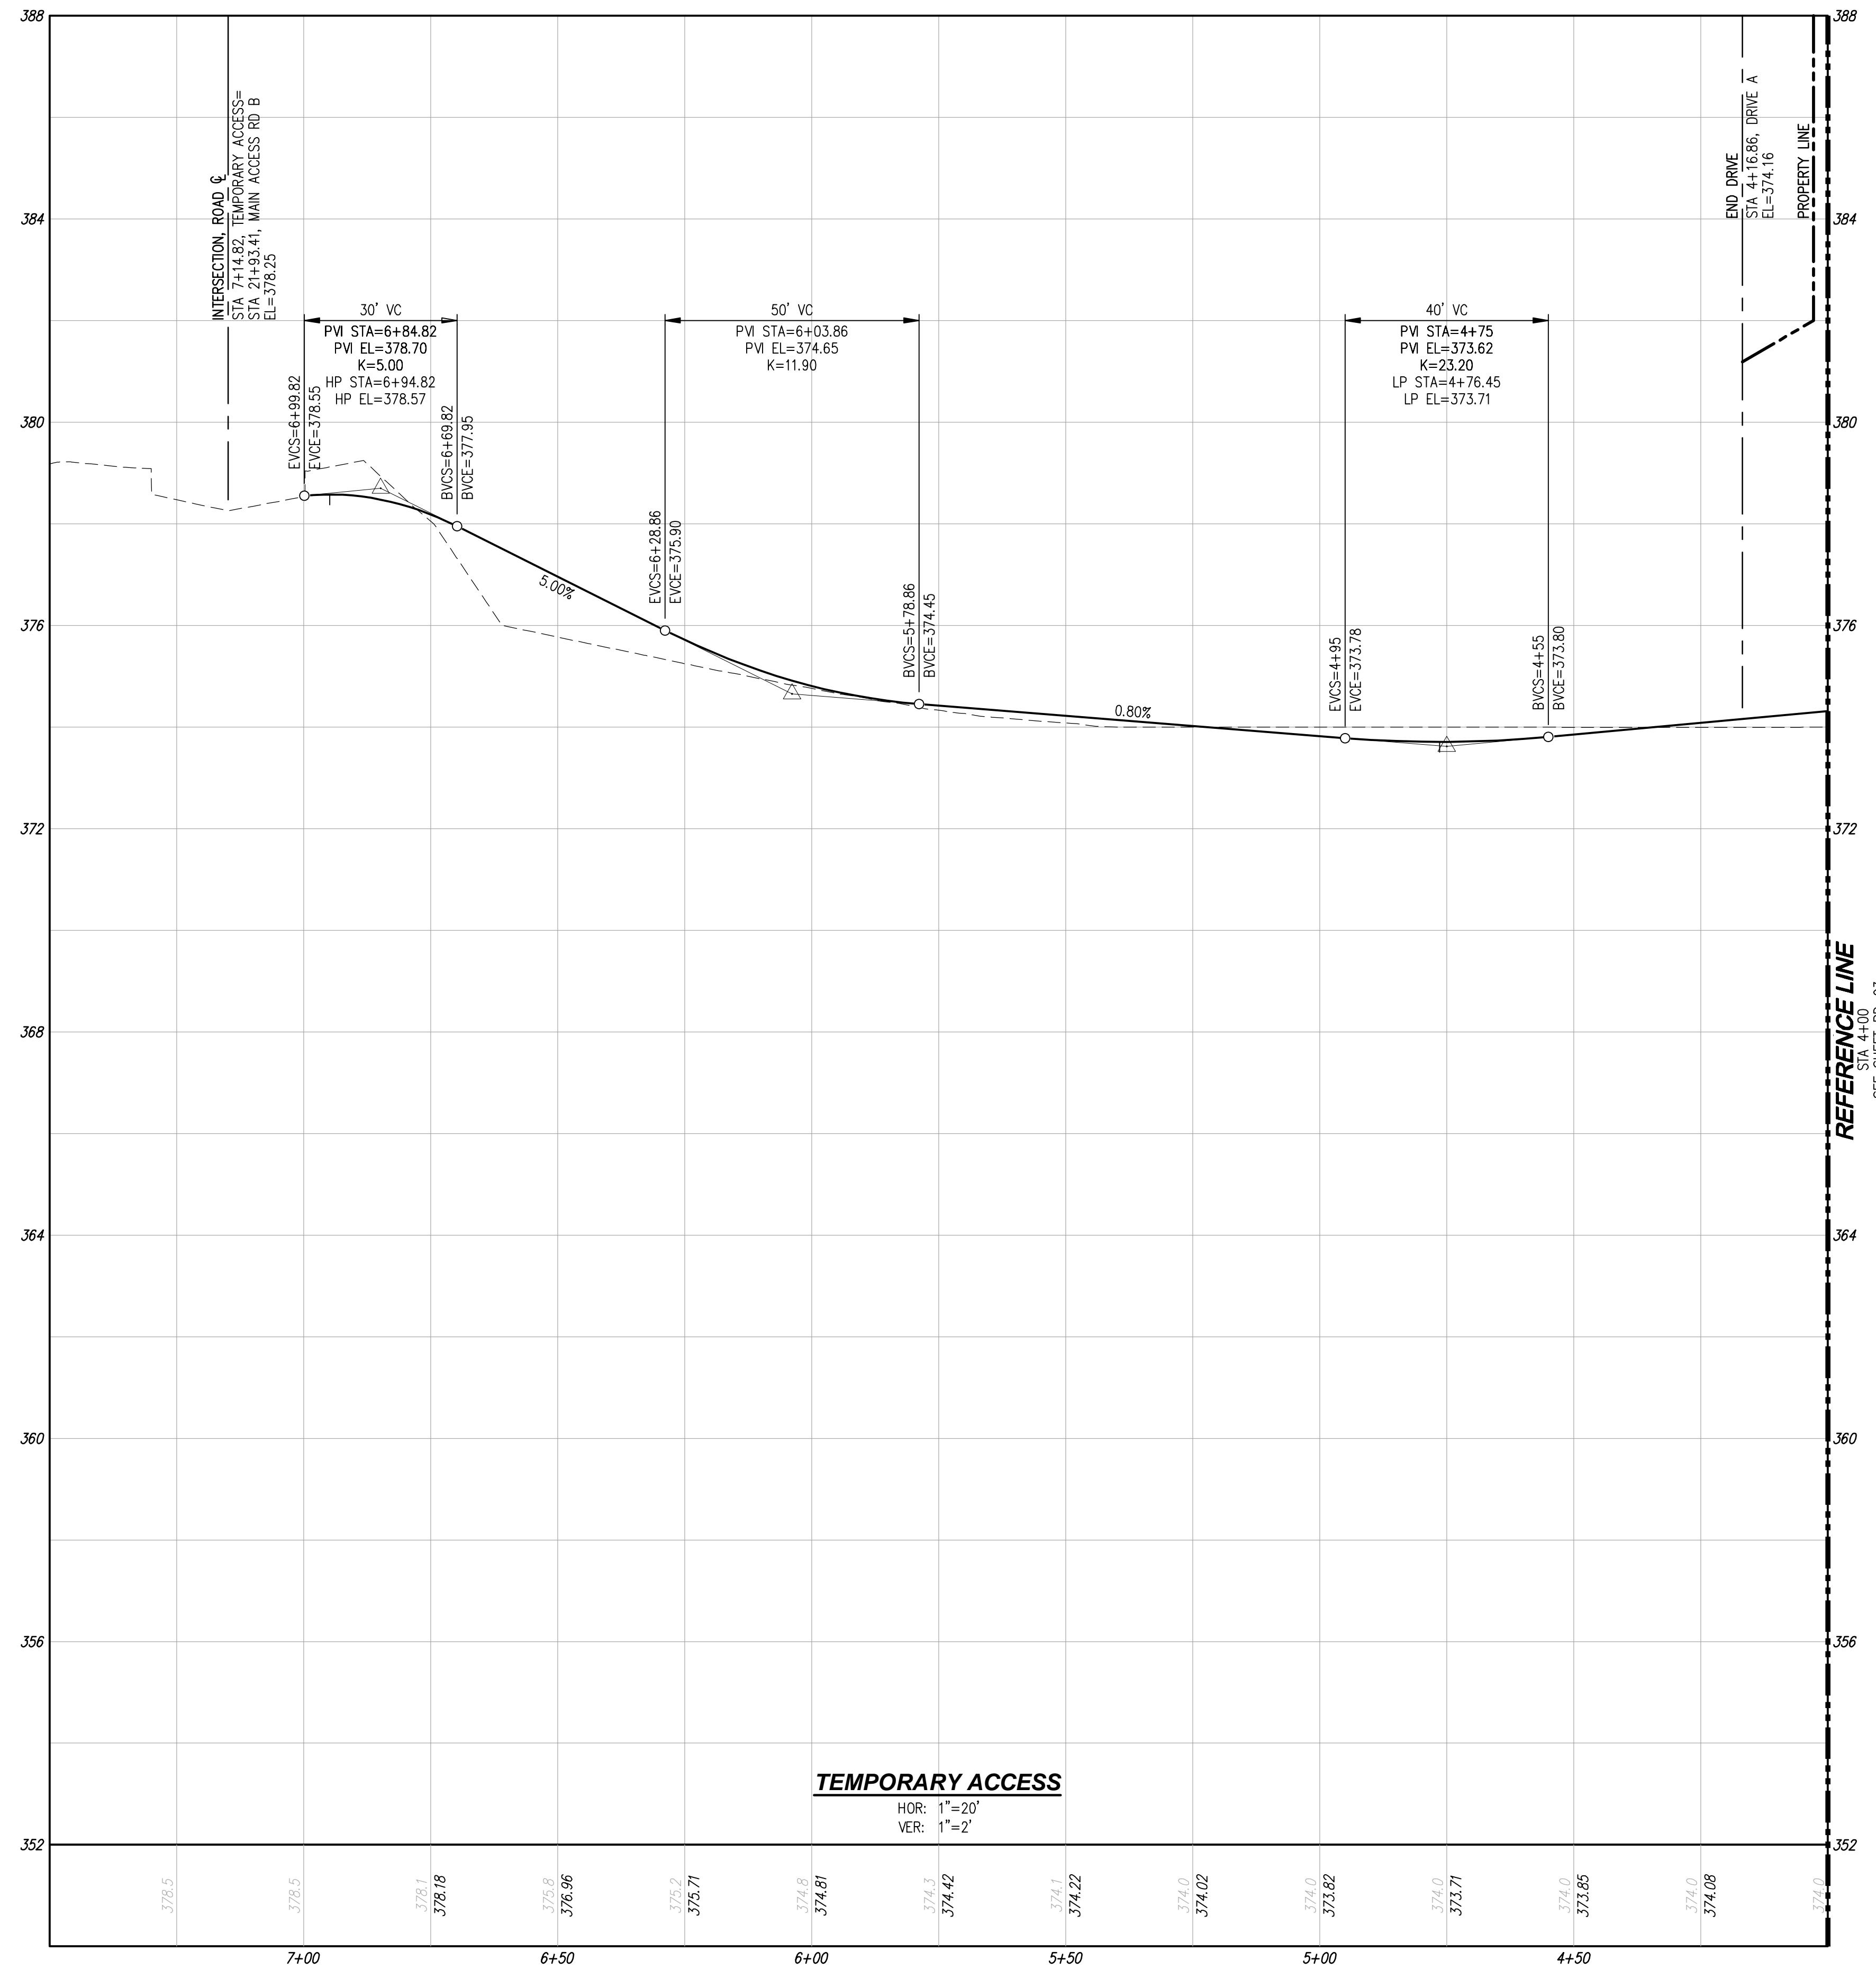 388
388
384
384
380
380
376
376
372
372
368
368
364
364
360
360
356
356
352
352
INTERSECTION, ROAD ℄
STA 7+14.82, TEMPORARY ACCESS=
STA 21+93.41, MAIN ACCESS RD B
EL=378.25
30' VC
PVI STA=6+84.82
PVI EL=378.70
K=5.00
HP STA=6+94.82
HP EL=378.57
EVCS=6+99.82
EVCE=378.55
BVCS=6+69.82
BVCE=377.95
5.00%
50' VC
PVI STA=6+03.86
PVI EL=374.65
K=11.90
EVCS=6+28.86
EVCE=375.90
BVCS=5+78.86
BVCE=374.45
0.80%
40' VC
PVI STA=4+75
PVI EL=373.62
K=23.20
LP STA=4+76.45
LP EL=373.71
EVCS=4+95
EVCE=373.78
BVCS=4+55
BVCE=373.80
END DRIVE
STA 4+16.86, DRIVE A
EL=374.16
PROPERTY LINE
REFERENCE LINE
STA 4+00
TEMPORARY ACCESS
HOR: 1"=20'
VER: 1"=2'
378.5
378.5
378.1
378.18
375.8
376.96
375.2
375.71
374.8
374.81
374.3
374.42
374.1
374.22
374.0
374.02
374.0
373.82
374.0
373.71
374.0
373.85
374.0
374.08
374.0
7+00
6+50
6+00
5+50
5+00
4+50